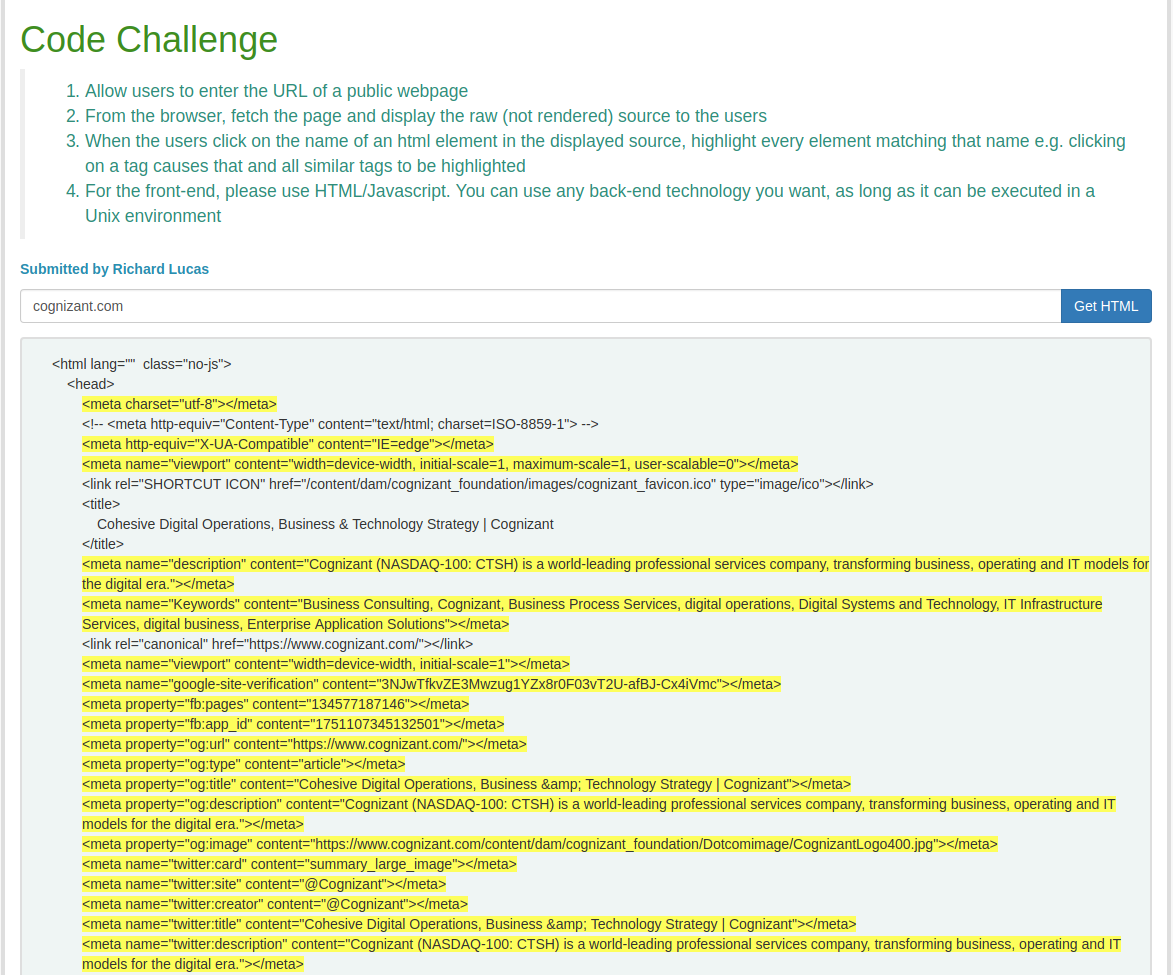 Code Challenge
1. Allow users to enter the URL of a public webpage
2. From the browser, fetch the page and display the raw (not rendered) source to the users
3. When the users click on the name of an html element in the displayed source, highlight every element matching that name e.g. clicking
on a tag causes that and all similar tags to be highlighted
4. For the front-end, please use HTML/Javascript. You can use any back-end technology you want, as long as it can be executed in a
Unix environment
Submitted by Richard Lucas
cognizant.com
Get HTML
<html lang=""  class="no-js">
<head>
<meta charset="utf-8"></meta>
<!-- <meta http-equiv="Content-Type" content="text/html; charset=ISO-8859-1"> -->
<meta http-equiv="X-UA-Compatible" content="IE=edge"></meta>
<meta name="viewport" content="width=device-width, initial-scale=1, maximum-scale=1, user-scalable=0"></meta>
<link rel="SHORTCUT ICON" href="/content/dam/cognizant_foundation/images/cognizant_favicon.ico" type="image/ico"></link>
<title>
Cohesive Digital Operations, Business & Technology Strategy | Cognizant
</title>
<meta name="description" content="Cognizant (NASDAQ-100: CTSH) is a world-leading professional services company, transforming business, operating and IT models for
the digital era."></meta>
<meta name="Keywords" content="Business Consulting, Cognizant, Business Process Services, digital operations, Digital Systems and Technology, IT Infrastructure
Services, digital business, Enterprise Application Solutions"></meta>
<link rel="canonical" href="https://www.cognizant.com/"></link>
<meta name="viewport" content="width=device-width, initial-scale=1"></meta>
<meta name="google-site-verification" content="3NJwTfkvZE3Mwzug1YZx8r0F03vT2U-afBJ-Cx4iVmc"></meta>
<meta property="fb:pages" content="134577187146"></meta>
<meta property="fb:app_id" content="1751107345132501"></meta>
<meta property="og:url" content="https://www.cognizant.com/"></meta>
<meta property="og:type" content="article"></meta>
<meta property="og:title" content="Cohesive Digital Operations, Business &amp; Technology Strategy | Cognizant"></meta>
<meta property="og:description" content="Cognizant (NASDAQ-100: CTSH) is a world-leading professional services company, transforming business, operating and IT
models for the digital era."></meta>
<meta property="og:image" content="https://www.cognizant.com/content/dam/cognizant_foundation/Dotcomimage/CognizantLogo400.jpg"></meta>
<meta name="twitter:card" content="summary_large_image"></meta>
<meta name="twitter:site" content="@Cognizant"></meta>
<meta name="twitter:creator" content="@Cognizant"></meta>
<meta name="twitter:title" content="Cohesive Digital Operations, Business &amp; Technology Strategy | Cognizant"></meta>
<meta name="twitter:description" content="Cognizant (NASDAQ-100: CTSH) is a world-leading professional services company, transforming business, operating and IT
models for the digital era."></meta>